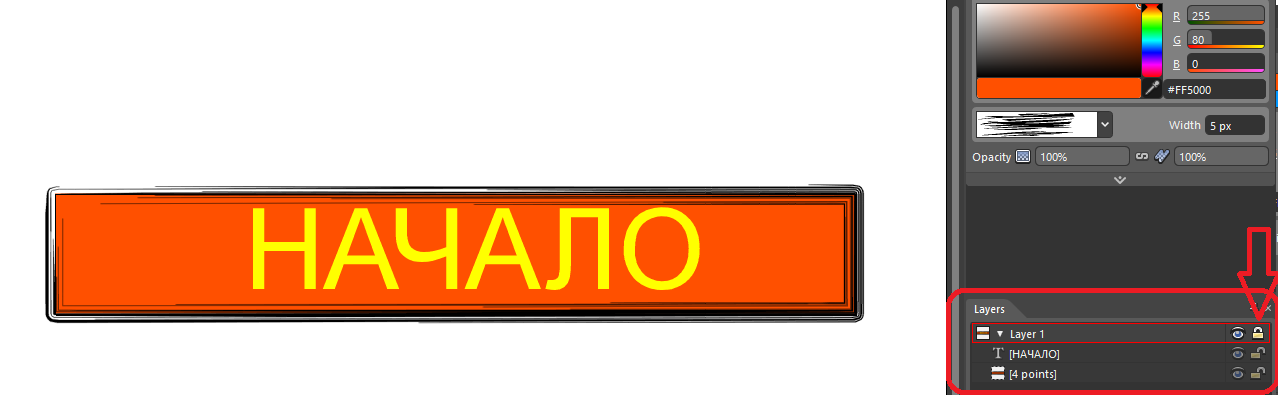 НАЧАЛО
R 255
G 80
B 0
#FF5000
Width 5 px
Opacity 100% 100%
Layers
Layer 1
[НАЧАЛО]
[4 points]